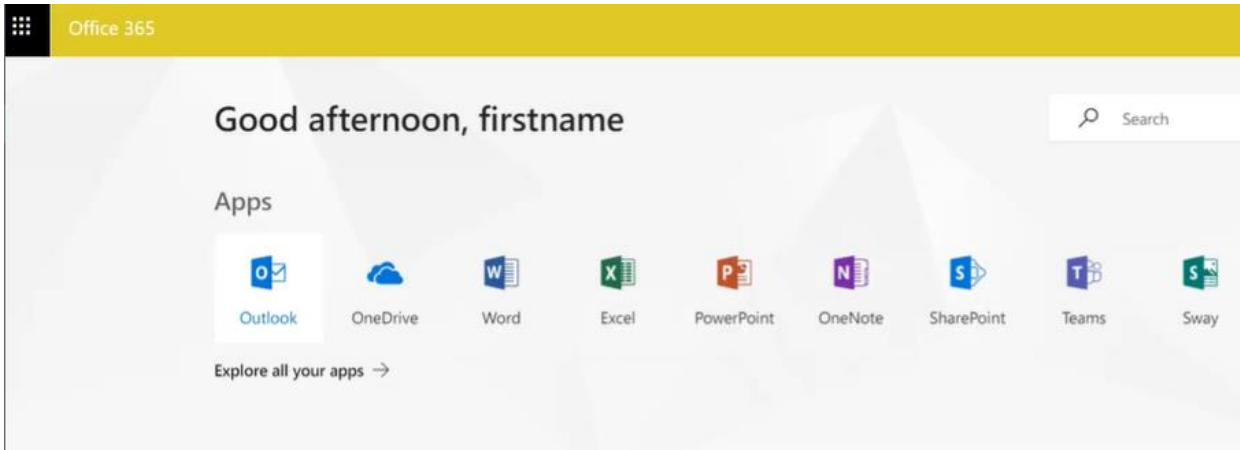 Office 365
Good afternoon, firstname
Search
Apps
Outlook OneDrive Word Excel PowerPoint OneNote SharePoint Teams Sway
Explore all your apps →